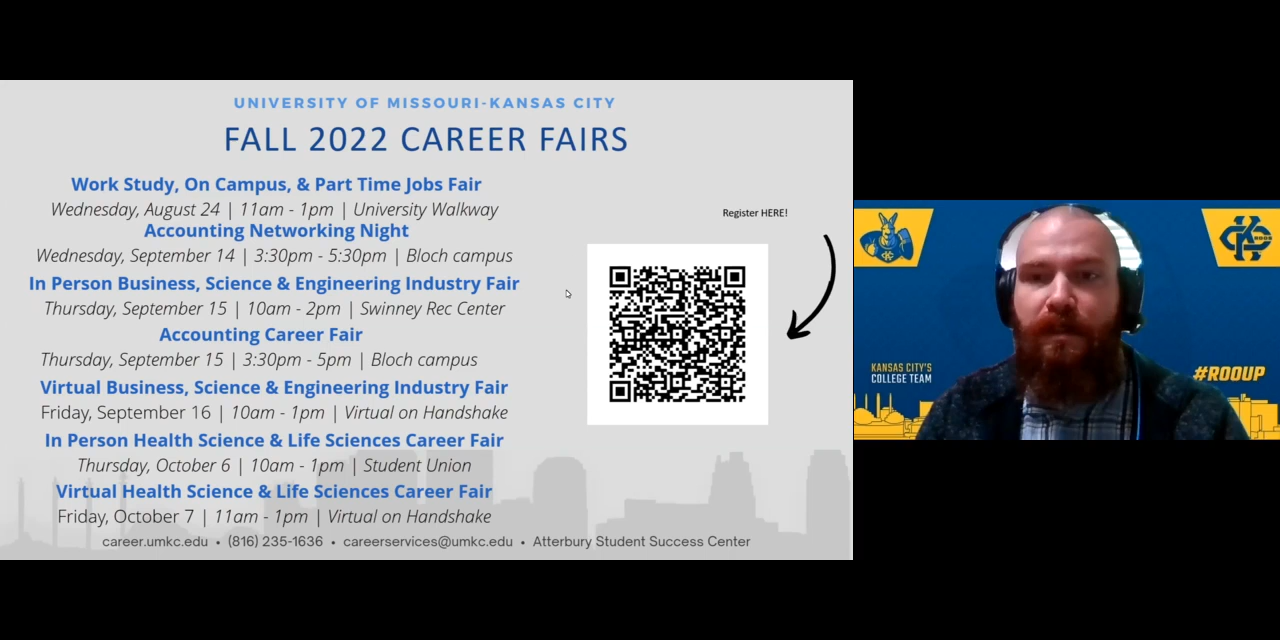 UNIVERSITY OF MISSOURI-KANSAS CITY
FALL 2022 CAREER FAIRS
Work Study, On Campus, & Part Time Jobs Fair
Wednesday, August 24 | 11am - 1pm | University Walkway
Accounting Networking Night
Wednesday, September 14 | 3:30pm - 5:30pm | Bloch campus
In Person Business, Science & Engineering Industry Fair
Thursday, September 15 | 10am - 2pm | Swinney Rec Center
Accounting Career Fair
Thursday, September 15 | 3:30pm - 5pm | Bloch campus
Virtual Business, Science & Engineering Industry Fair
Friday, September 16 | 10am - 1pm | Virtual on Handshake
In Person Health Science & Life Sciences Career Fair
Thursday, October 6 | 10am - 1pm | Student Union
Virtual Health Science & Life Sciences Career Fair
Friday, October 7 | 11am - 1pm | Virtual on Handshake
career.umkc.edu • (816) 235-1636 • careerservices@umkc.edu • Atterbury Student Success Center
Register HERE!
KC
ROOS
KANSAS CITY'S
COLLEGE TEAM
#ROOUP